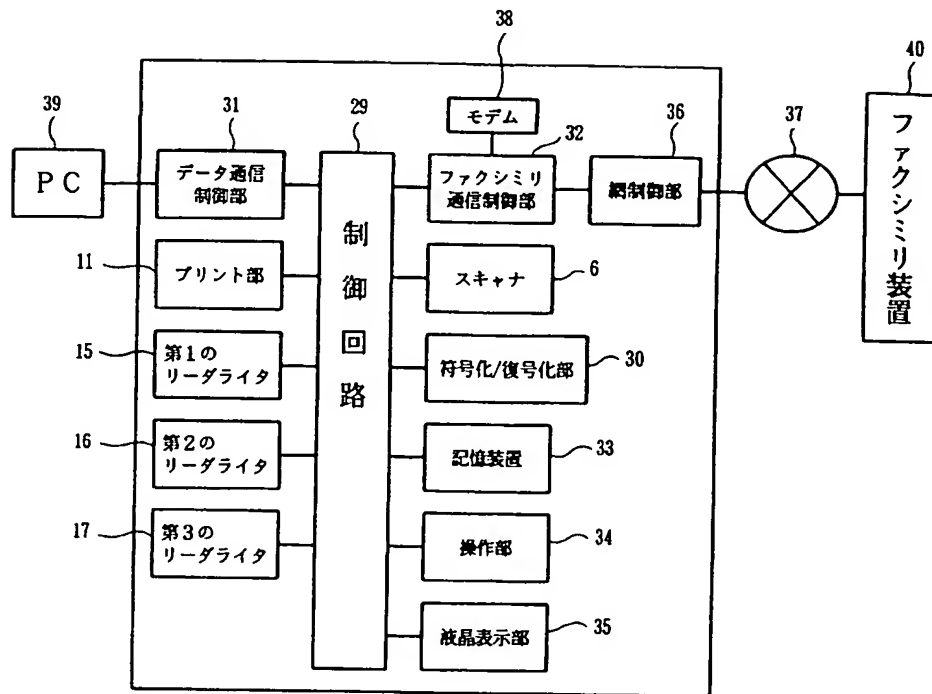 38
40
39
31
29
32
36
37
モデム
PC
データ通信
制御部
ファクシミリ
通信制御部
網制御部
ファクシミリ装置
制御回路
11
プリント部
スキャナ
6
15
第1の
リーダライタ
符号化/復号化部
30
16
第2の
リーダライタ
記憶装置
33
17
第3の
リーダライタ
操作部
34
液晶表示部
35